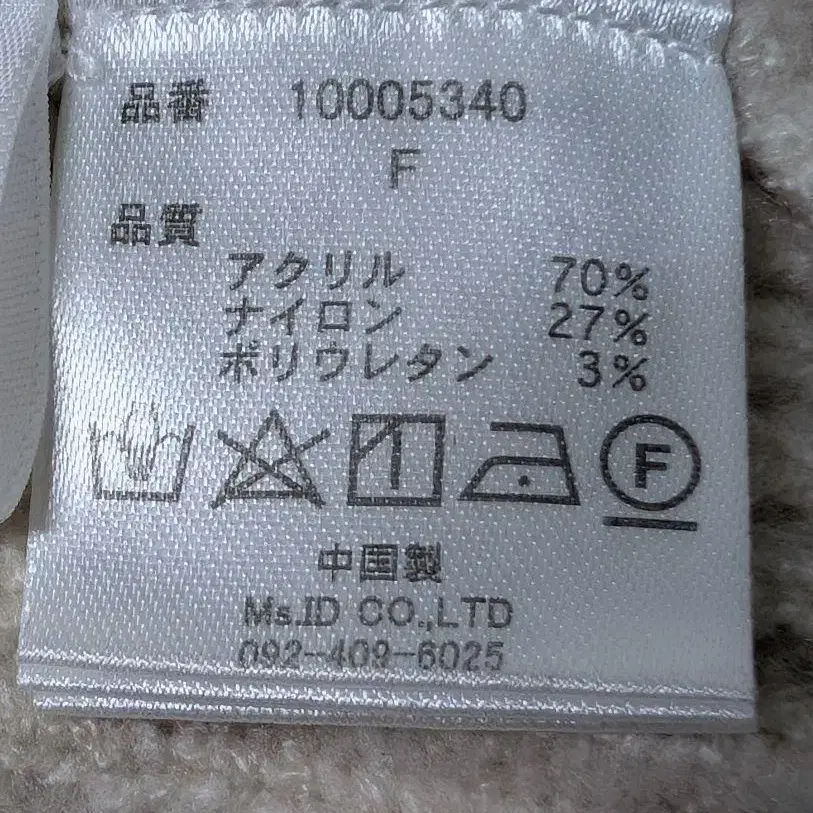 品番 10005340
F
品質
アクリル 70%
ナイロン 27%
ポリウレタン 3%
F
中国製
Ms.ID CO.,LTD
092-409-6025